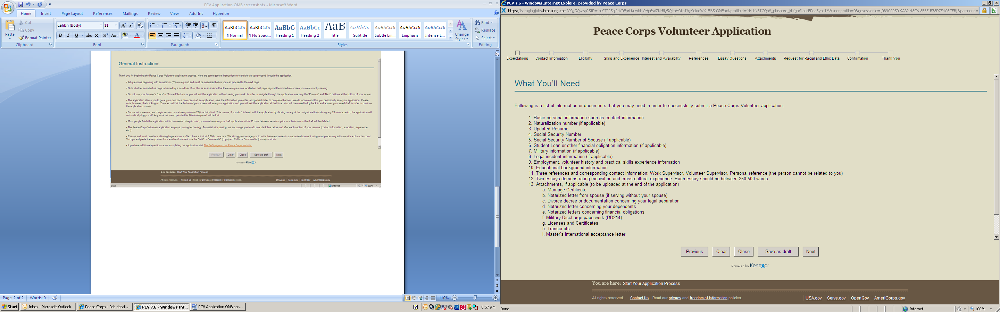 PCV Application OMB screenshots - Microsoft Word
Home Insert Page Layout References Mailings Review View Add-Ins Hyperion
Paste
Cut
Copy
Format Painter
Clipboard
Calibri (Body) 11
Font
Paragraph
AaBbCcDc AaBbCcDc AaBbC AaBbCc AaB AaBbCc. AaBbCcDc AaBbCcDc AaBbCcDc
¶ Normal ¶ No Spaci... Heading 1 Heading 2 Title Subtitle Subtle Em... Emphasis Intense E...
Change Styles
Styles
Find
Replace
Select
Editing
General Instructions
Thank you for beginning the Peace Corps Volunteer application process. Here are some general instructions to consider as you proceed through the application.
• All questions beginning with an asterisk ("*") are required and must be answered before you can proceed to the next page.
• Note whether an individual page is framed by a scroll bar. If so, this is an indication that there are questions located on that page beyond the immediate screen you are currently viewing.
• Do not use your browser's "back" or "forward" buttons or you will exit the application without saving your work. In order to navigate through the application, use only the "Previous" and "Next" buttons at the bottom of your screen.
• The application allows you to go at your own pace. You can start an application, save the information you enter, and go back later to complete the form. We do recommend that you periodically save your application. Please
note, however, that clicking on "Save as draft" at the bottom of your screen will save your application and you will exit the application at that time. You will then need to log back in and access your saved draft in order to continue
the application process.
• For security reasons, each login session has a twenty minute (20) inactivity limit. This means, if you don't interact with the application by clicking on any of the navigational tools during any 20 minute period, the application will
automatically log you off. Any work not saved prior to this 20 minute period will be lost.
• Most people finish the application within two weeks. Keep in mind, you must re-open your draft application within 30 days between sessions prior to submission or the draft will be deleted.
• The Peace Corps Volunteer application employs parsing technology. To assist with parsing, we encourage you to add one blank line before and after each section of your resume (contact information, education, experience,
etc.).
• Essays and most questions allowing large amounts of text have a limit of 3,000 characters. We strongly encourage you to write these responses in a separate document using word processing software with a character count.
To copy and paste the responses from another document use the Ctrl-C or Command-C (copy) and Ctrl-V or Command-V (paste) shortcuts.
• If you have additional questions about completing the application, visit The FAQ page on the Peace Corps website.
Previous Clear Close Save as draft Next
Powered by Kenexa
You are here: Start Your Application Process
All rights reserved. Contact Us Read our privacy and freedom of information policies. USA.gov Serve.gov OpenGov AmeriCorps.gov
Done Internet 100%
Page: 2 of 2 Words: 0 110%
Start Inbox - Microsoft Outlook Peace Corps - Job detail... PCV 7.6 - Windows Int... PCV Application OMB scr... 8:57 AM
PCV 7.6 - Windows Internet Explorer provided by Peace Corps
Peace Corps Volunteer Application
Expectations Contact Information Eligibility Skills and Experience Interest and Availability References Essay Questions Attachments Request for Racial and Ethic Data Confirmation Thank You
What You'll Need
Following is a list of information or documents that you may need in order to successfully submit a Peace Corps Volunteer application:
1. Basic personal information such as contact information
2. Naturalization number (if applicable)
3. Updated Resume
4. Social Security Number
5. Social Security Number of Spouse (if applicable)
6. Student Loan or other financial obligation information (if applicable)
7. Military information (if applicable)
8. Legal incident information (if applicable)
9. Employment, volunteer history and practical skills experience information
10. Educational background information
11. Three references and corresponding contact information: Work Supervisor, Volunteer Supervisor, Personal reference (the person cannot be related to you)
12. Two essays demonstrating motivation and cross-cultural experience. Each essay should be between 250-500 words.
13. Attachments, if applicable (to be uploaded at the end of the application)
a. Marriage Certificate
b. Notarized letter from spouse (if serving without your spouse)
c. Divorce decree or documentation concerning your legal separation
d. Notarized letter concerning your dependents
e. Notarized letters concerning financial obligations
f. Military Discharge paperwork (DD214)
g. Licenses and Certificates
h. Transcripts
i. Master's International acceptance letter
Previous Clear Close Save as draft Next
Powered by Kenexa
You are here: Start Your Application Process
All rights reserved. Contact Us Read our privacy and freedom of information policies. USA.gov Serve.gov OpenGov AmeriCorps.gov
Done Internet 100%